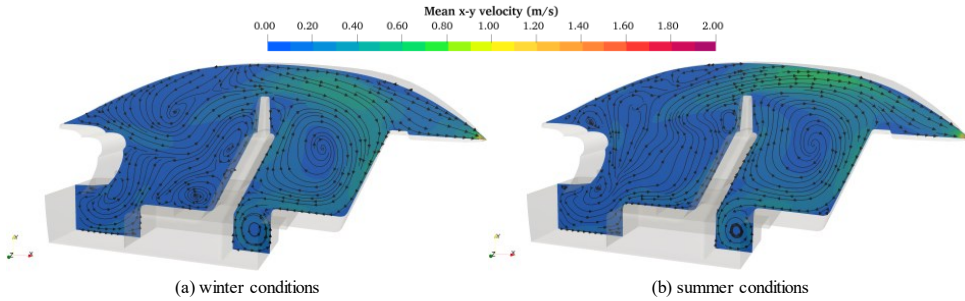 Mean x-y velocity (m/s)
0.00 0.20 0.40 0.60 0.80 1.00 1.20 1.40 1.60 1.80 2.00
(a) winter conditions
(b) summer conditions